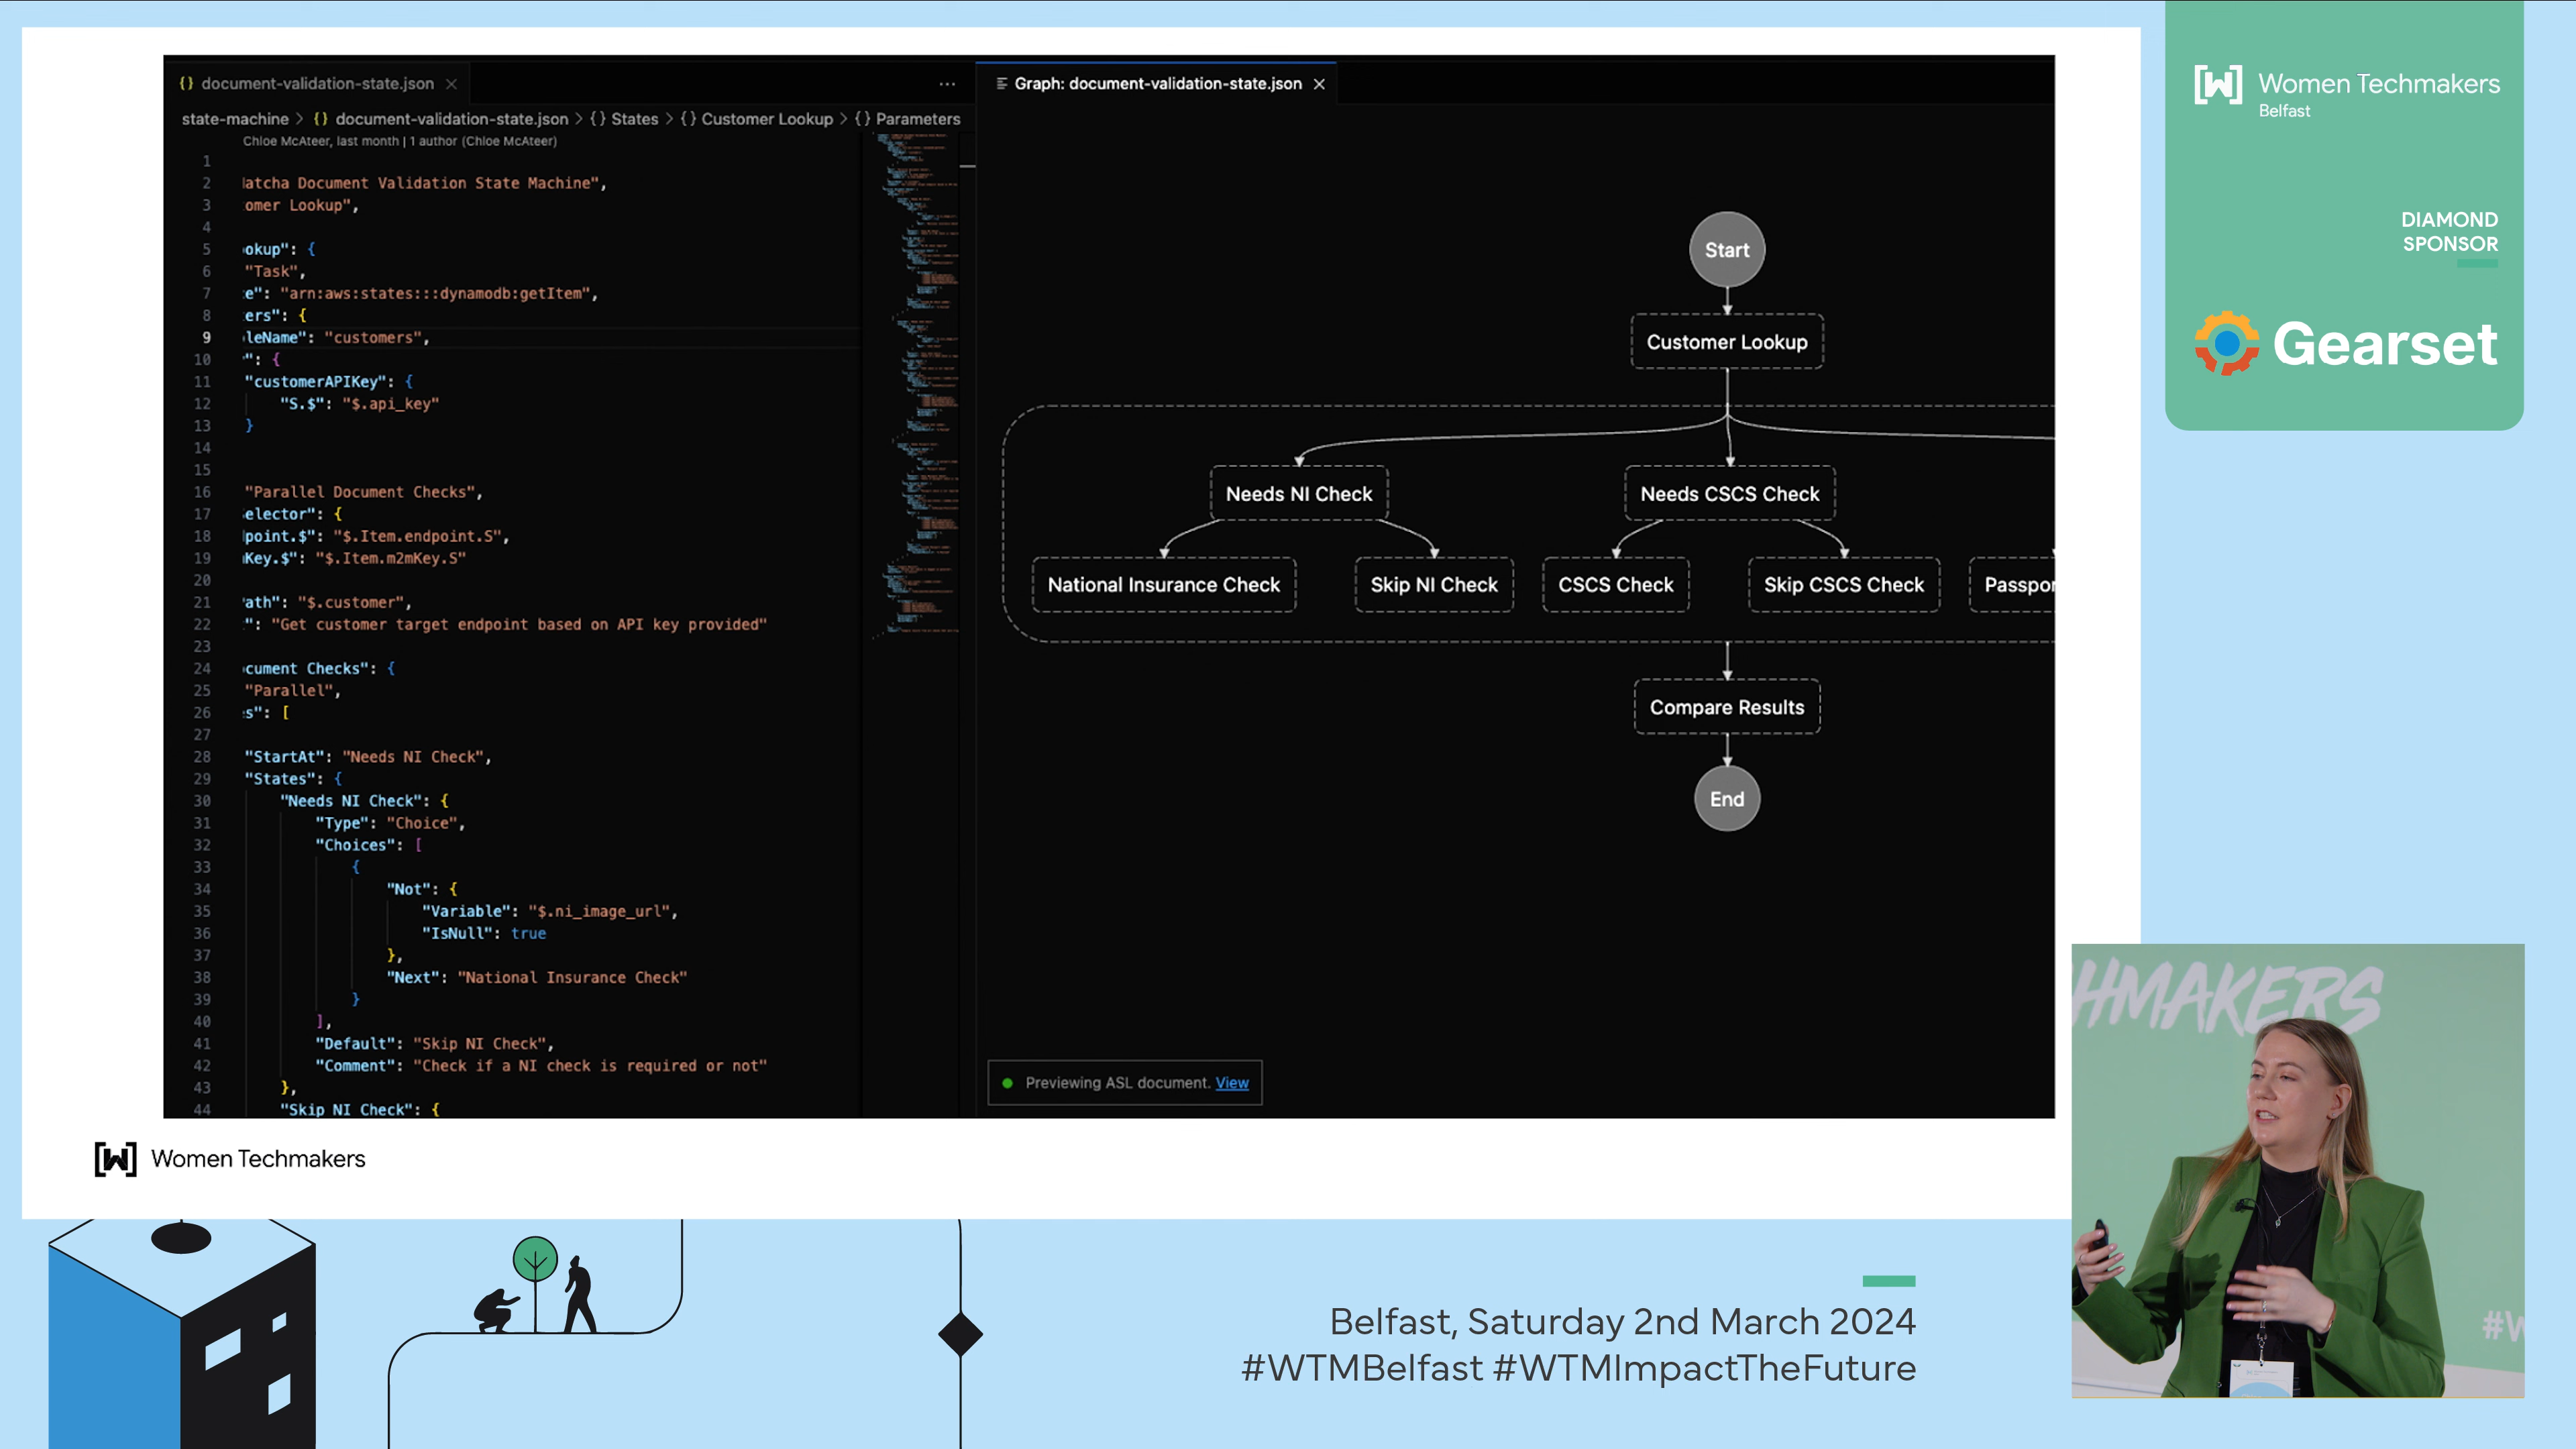 document-validation-state.json
state-machine > {} document-validation-state.json > {} States > {} Customer Lookup > {} Parameters
Chloe McAteer, last month | 1 author (Chloe McAteer)
1
2 latcha Document Validation State Machine",
3 omer Lookup",
4
5 okup": {
6 "Task",
7 e": "arn:aws:states:::dynamodb:getItem",
8 ers": {
9 leName": "customers",
10 ": {
11 "customerAPIKey": {
12 "S.$": "$.api_key"
13 }
14
15
16 "Parallel Document Checks",
17 elector": {
18 point.$": "$.Item.endpoint.S",
19 Key.$": "$.Item.m2mKey.S"
20
21 ath": "$.customer",
22 ": "Get customer target endpoint based on API key provided"
23
24 cument Checks": {
25 "Parallel",
26 s": [
27
28 "StartAt": "Needs NI Check",
29 "States": {
30 "Needs NI Check": {
31 "Type": "Choice",
32 "Choices": [
33 {
34 "Not": {
35 "Variable": "$.ni_image_url",
36 "IsNull": true
37 },
38 "Next": "National Insurance Check"
39 }
40 ],
41 "Default": "Skip NI Check",
42 "Comment": "Check if a NI check is required or not"
43 },
44 "Skip NI Check": {
Graph: document-validation-state.json
Start
Customer Lookup
Needs NI Check
Needs CSCS Check
National Insurance Check
Skip NI Check
CSCS Check
Skip CSCS Check
Passpor
Compare Results
End
Previewing ASL document. View
Women Techmakers
Women Techmakers
Belfast
DIAMOND
SPONSOR
Gearset
HMAKERS
#W
Belfast, Saturday 2nd March 2024
#WTMBelfast #WTMImpactTheFuture